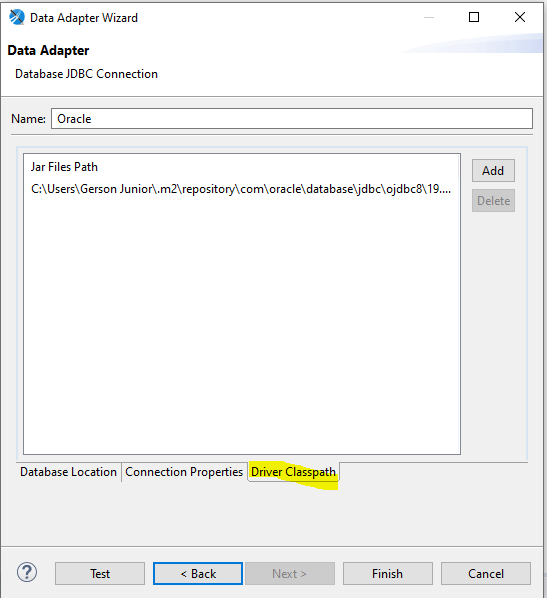 Data Adapter Wizard
Data Adapter
Database JDBC Connection
Name: Oracle
Jar Files Path
Add
C:\Users\Gerson Junior\.m2\repository\com\oracle\database\jdbc\ojdbc8\19....
Delete
Database Location Connection Properties Driver Classpath
? Test < Back Next > Finish Cancel